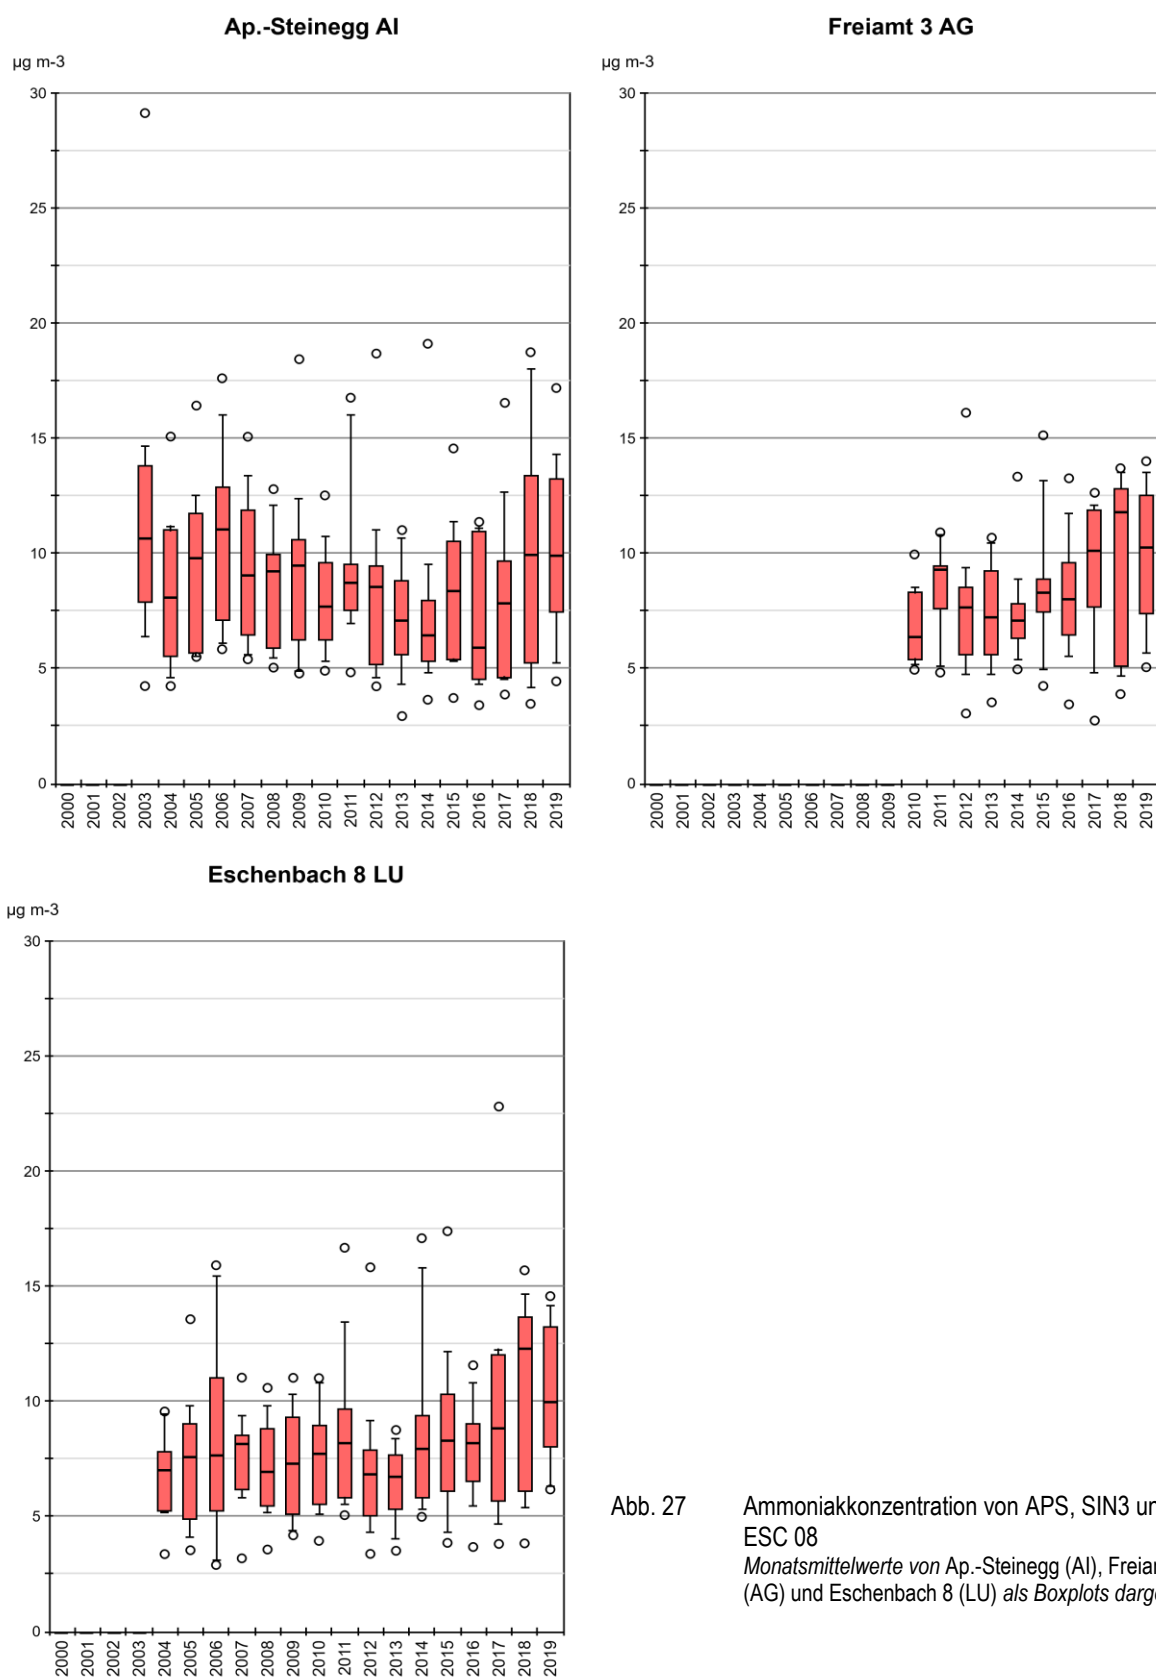 Ap.-Steinegg AI
µg m-3
30
25
20
15
10
5
0
2000 2001 2002 2003 2004 2005 2006 2007 2008 2009 2010 2011 2012 2013 2014 2015 2016 2017 2018 2019
Freiamt 3 AG
µg m-3
30
25
20
15
10
5
0
2000 2001 2002 2003 2004 2005 2006 2007 2008 2009 2010 2011 2012 2013 2014 2015 2016 2017 2018 2019
Eschenbach 8 LU
µg m-3
30
25
20
15
10
5
0
2000 2001 2002 2003 2004 2005 2006 2007 2008 2009 2010 2011 2012 2013 2014 2015 2016 2017 2018 2019
Abb. 27 Ammoniakkonzentration von APS, SIN3
ESC 08
Monatsmittelwerte von Ap.-Steinegg (AI),
(AG) und Eschenbach 8 (LU) als Boxplots